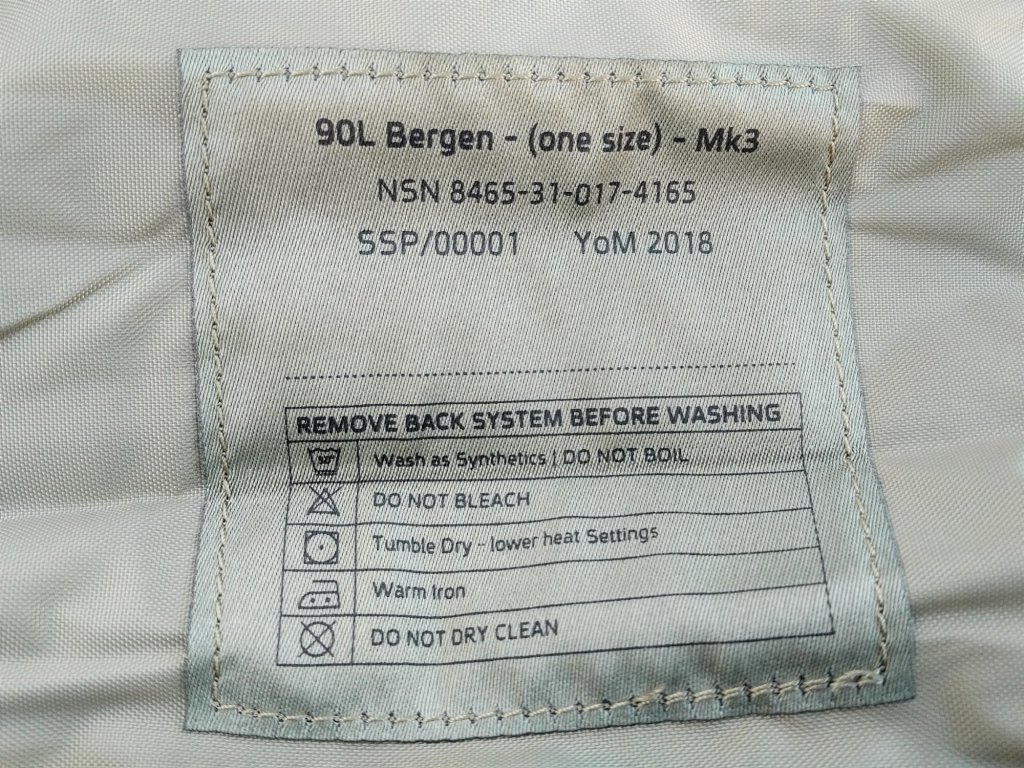 90L Bergen - (one size) - Mk3
NSN 8465-31-017-4165
SSP/00001 YoM 2018
REMOVE BACK SYSTEM BEFORE WASHING
Wash as Synthetics | DO NOT BOIL
DO NOT BLEACH
Tumble Dry - lower heat Settings
Warm Iron
DO NOT DRY CLEAN